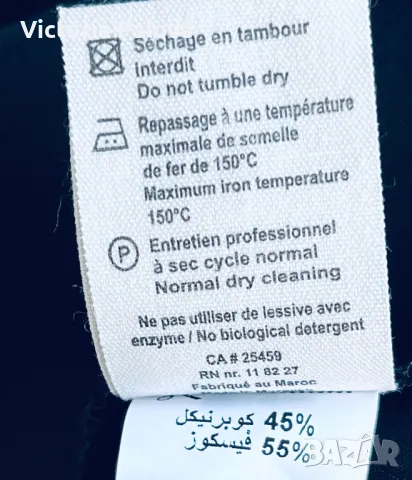 Séchage en tambour
Interdit
Do not tumble dry
Repassage à une température
maximale de semelle
de fer de 150°C
Maximum iron temperature
150°C
P
Entretien professionnel
à sec cycle normal
Normal dry cleaning
Ne pas utiliser de lessive avec
enzyme / No biological detergent
CA # 25459
RN nr. 11 82 27
Fabriqué au Maroc
45% كوبرنيكل
55% فيسكوز
BAZAR
bg